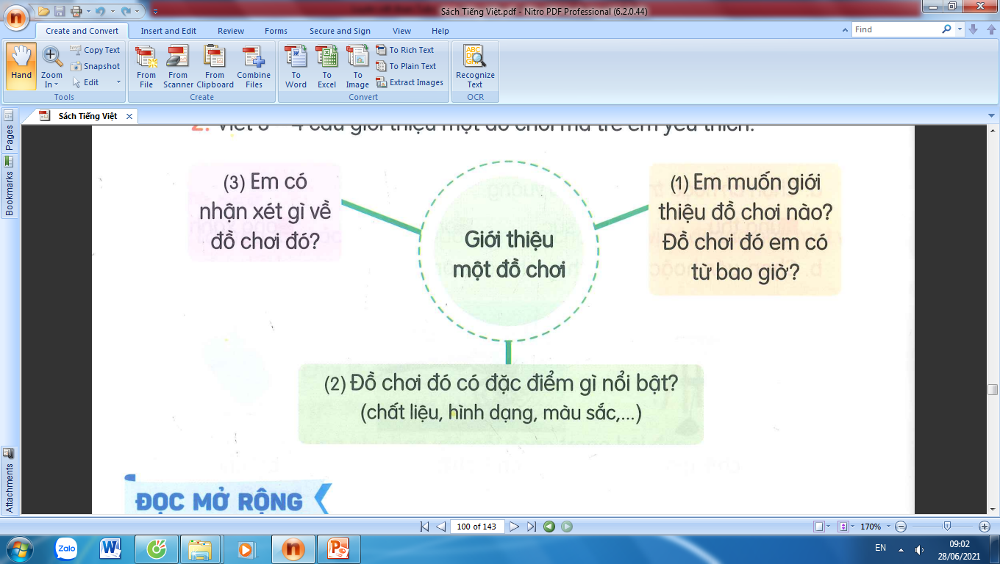 Sách Tiếng Việt.pdf - Nitro PDF Professional (6.2.0.44)
Create and Convert Insert and Edit Review Forms Secure and Sign View Help Find
Hand
Zoom In
Copy Text
Snapshot
Edit
Tools
From File
From Scanner
From Clipboard
Combine Files
Create
To Word
To Excel
To Image
To Rich Text
To Plain Text
Extract Images
Convert
ABC
Recognize Text
OCR
Sách Tiếng Việt
Pages
Bookmarks
Attachments
2. Viết 3 - 4 câu giới thiệu một đồ chơi mà trẻ em yêu thích.
(1) Em muốn giới
thiệu đồ chơi nào?
Đồ chơi đó em có
từ bao giờ?
(3) Em có
nhận xét gì về
đồ chơi đó?
Giới thiệu
một đồ chơi
(2) Đồ chơi đó có đặc điểm gì nổi bật?
(chất liệu, hình dạng, màu sắc,...)
ĐỌC MỞ RỘNG
100 of 143
170%
Zalo
EN
09:02
28/06/2021